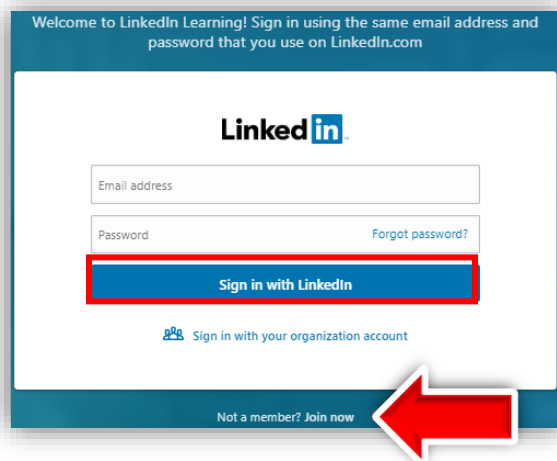 Welcome to LinkedIn Learning! Sign in using the same email address and
password that you use on LinkedIn.com
Linked in
Email address
Password Forgot password?
Sign in with LinkedIn
Sign in with your organization account
Not a member? Join now